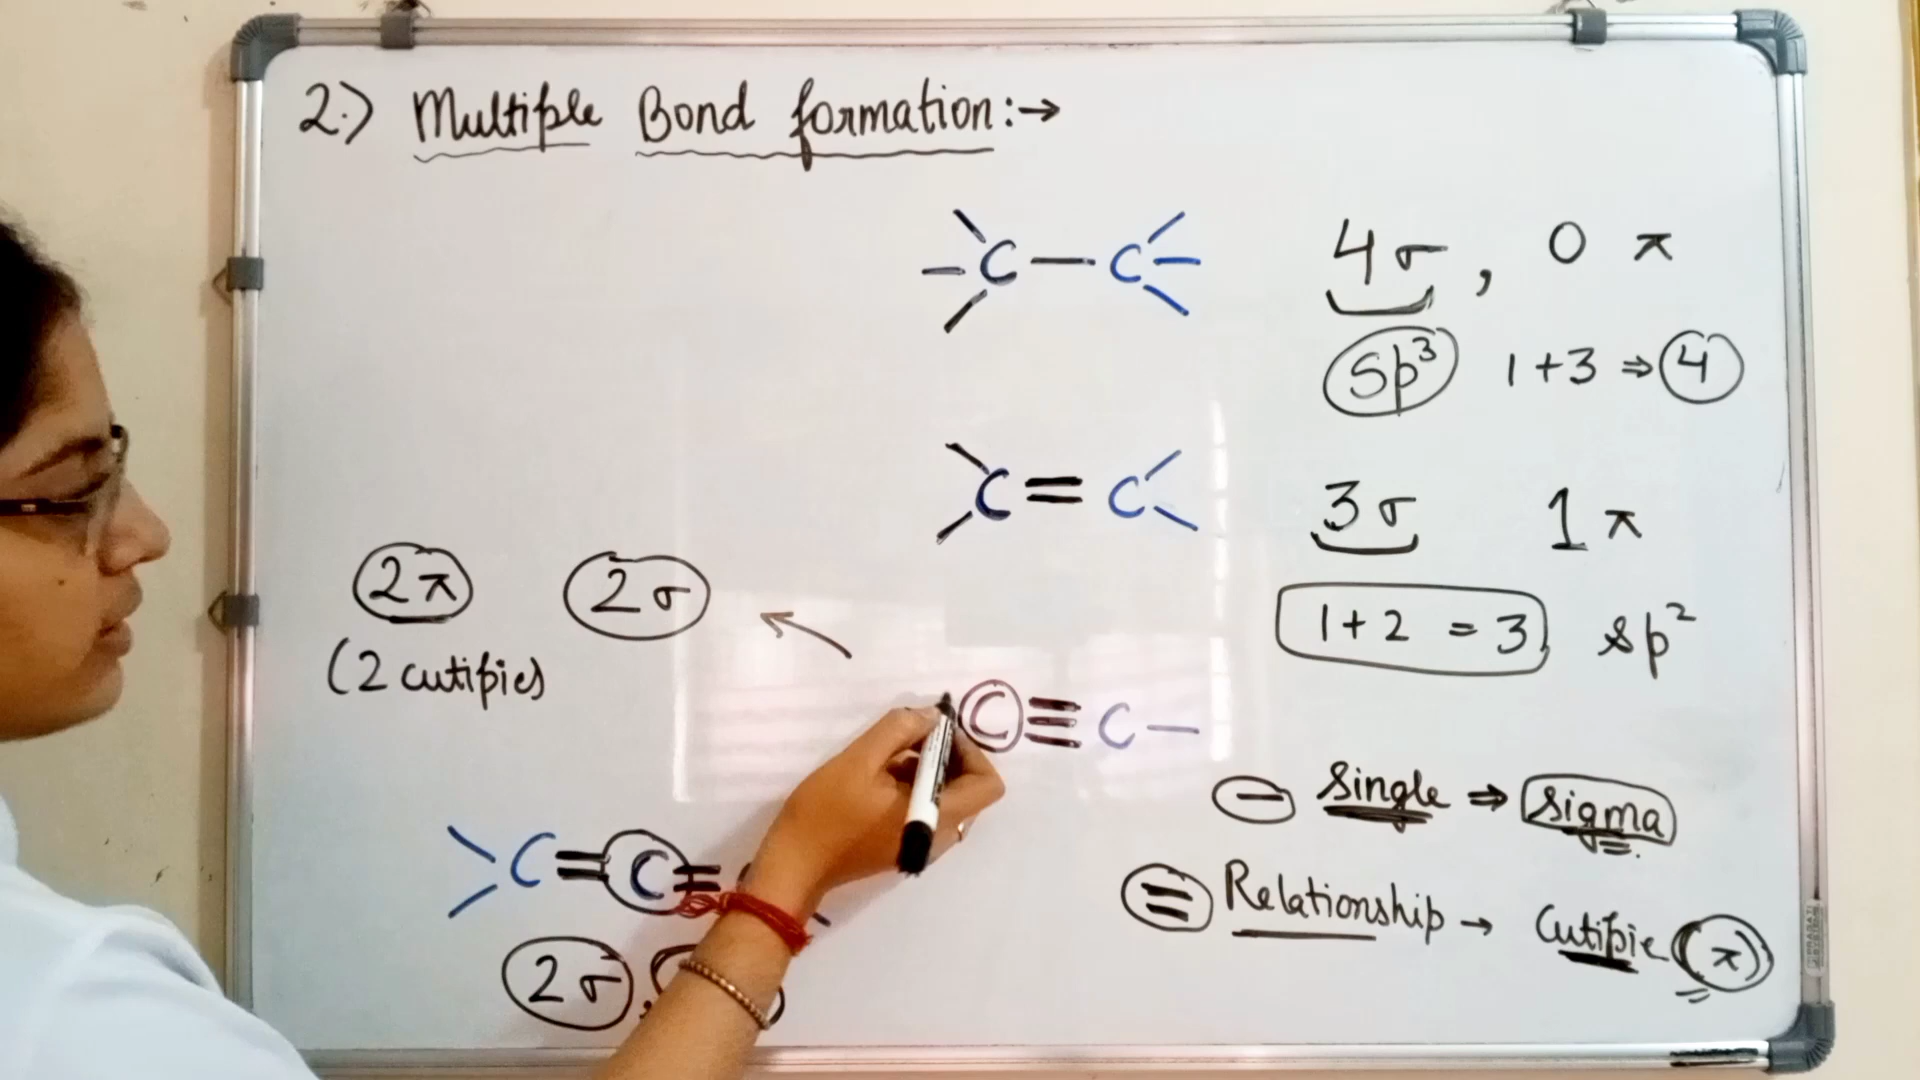 2.) Multiple Bond formation:→
C — C
4σ, 0 π
sp³ 1+3 ⇒ 4
C = C
3σ 1π
1+2 = 3 sp²
2π 2σ
(2 cutipies)
C ≡ C —
— Single ⇒ Sigma
= Relationship → Cutipie (π)
C = C =
2σ